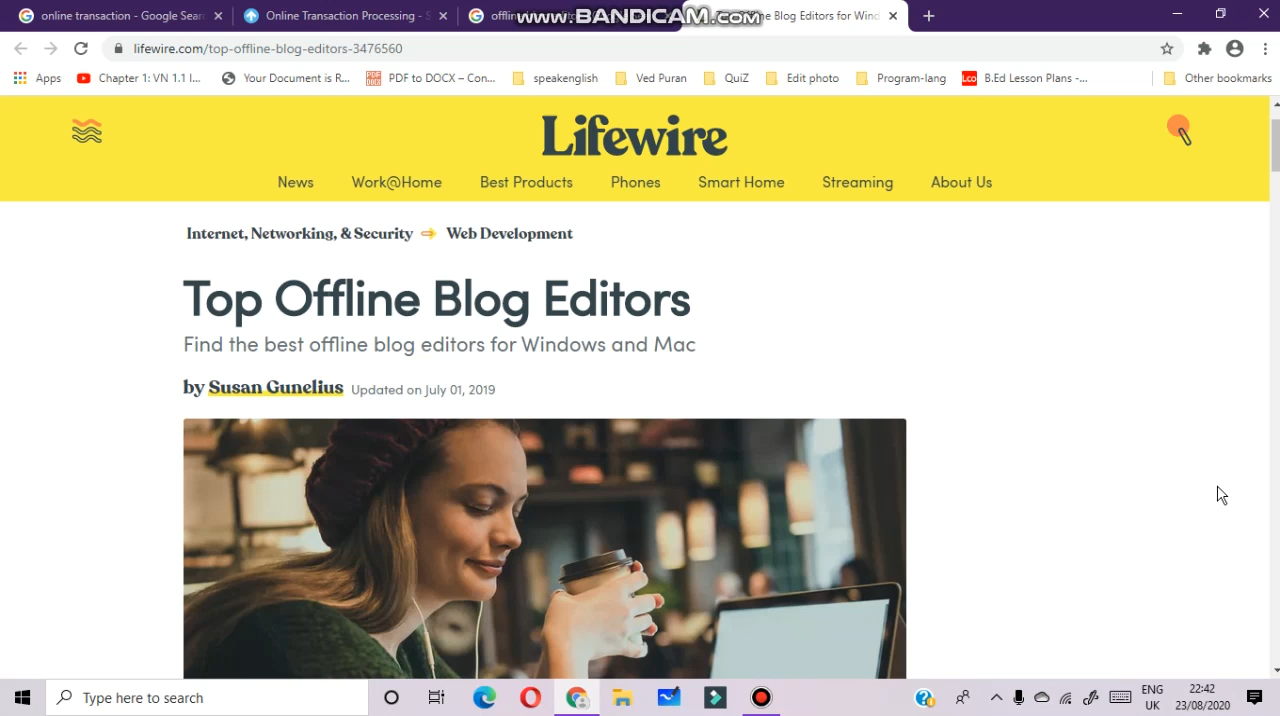 online transaction - Google Sear
Online Transaction Processing - S
offlin
www.BANDICAM.com
Offline Blog Editors for Wind
lifewire.com/top-offline-blog-editors-3476560
Apps
Chapter 1: VN 1.1 I...
Your Document is R...
PDF to DOCX – Con...
speakenglish
Ved Puran
QuiZ
Edit photo
Program-lang
Lco
B.Ed Lesson Plans -...
Other bookmarks
Lifewire
News
Work@Home
Best Products
Phones
Smart Home
Streaming
About Us
Internet, Networking, & Security
Web Development
Top Offline Blog Editors
Find the best offline blog editors for Windows and Mac
by Susan Gunelius Updated on July 01, 2019
Type here to search
ENG
UK
22:42
23/08/2020